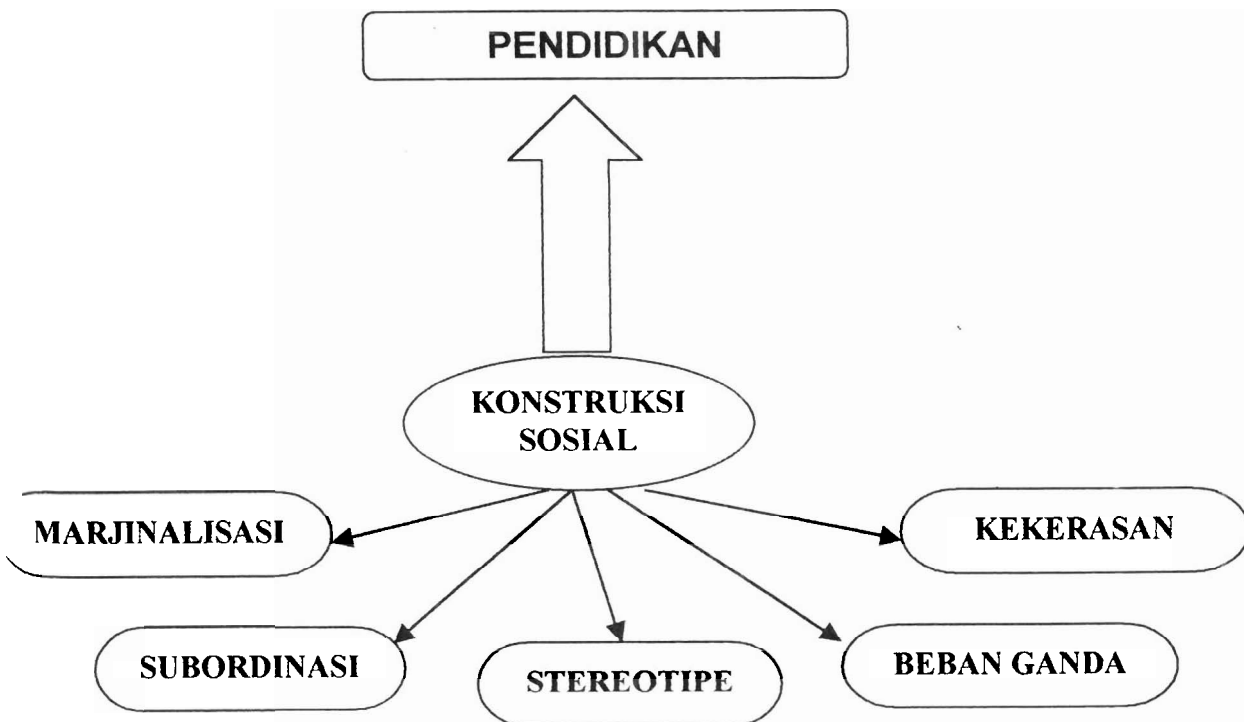 PENDIDIKAN
KONSTRUKSI
SOSIAL
MARJINALISASI
KEKERASAN
SUBORDINASI
STEREOTIPE
BEBAN GANDA